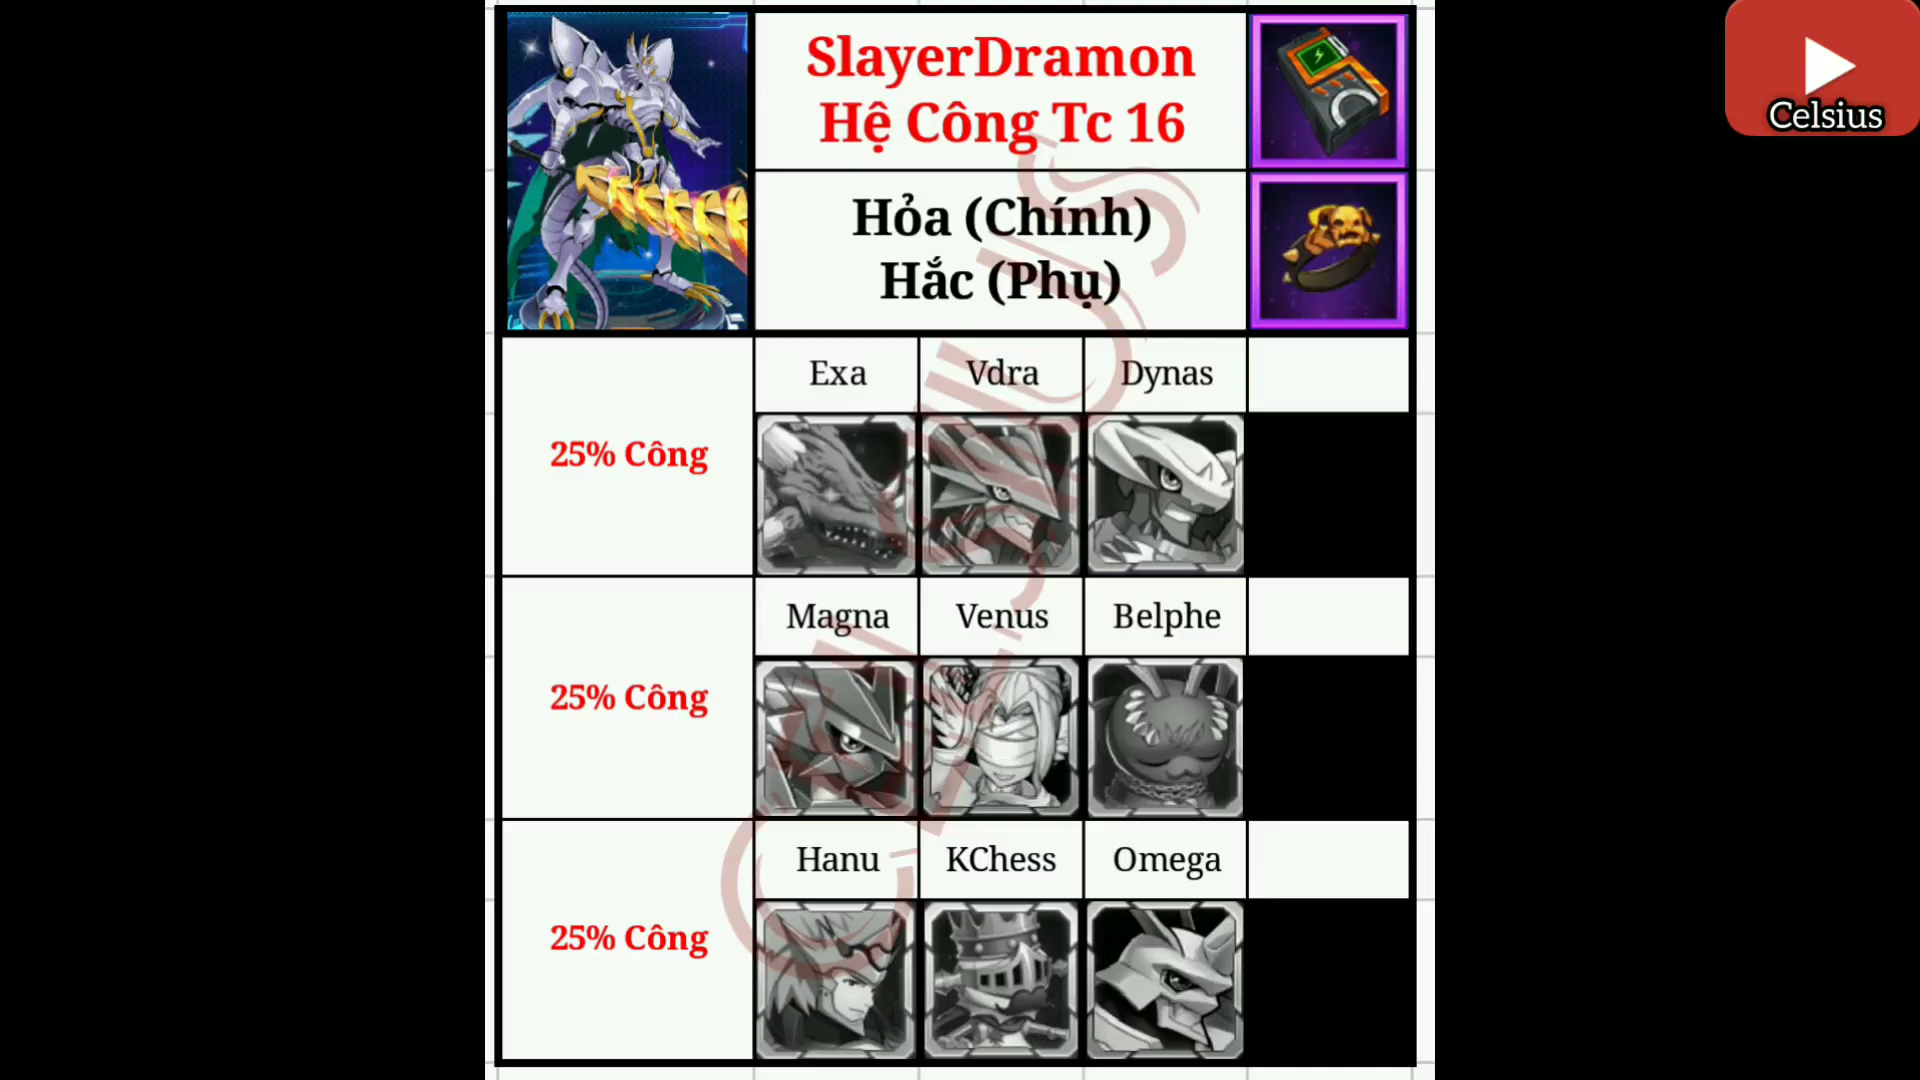 SlayerDramon
Hệ Công Tc 16
Hỏa (Chính)
Hắc (Phụ)
Celsius
25% Công
Exa
Vdra
Dynas
25% Công
Magna
Venus
Belphe
25% Công
Hanu
KChess
Omega
CELSIUS